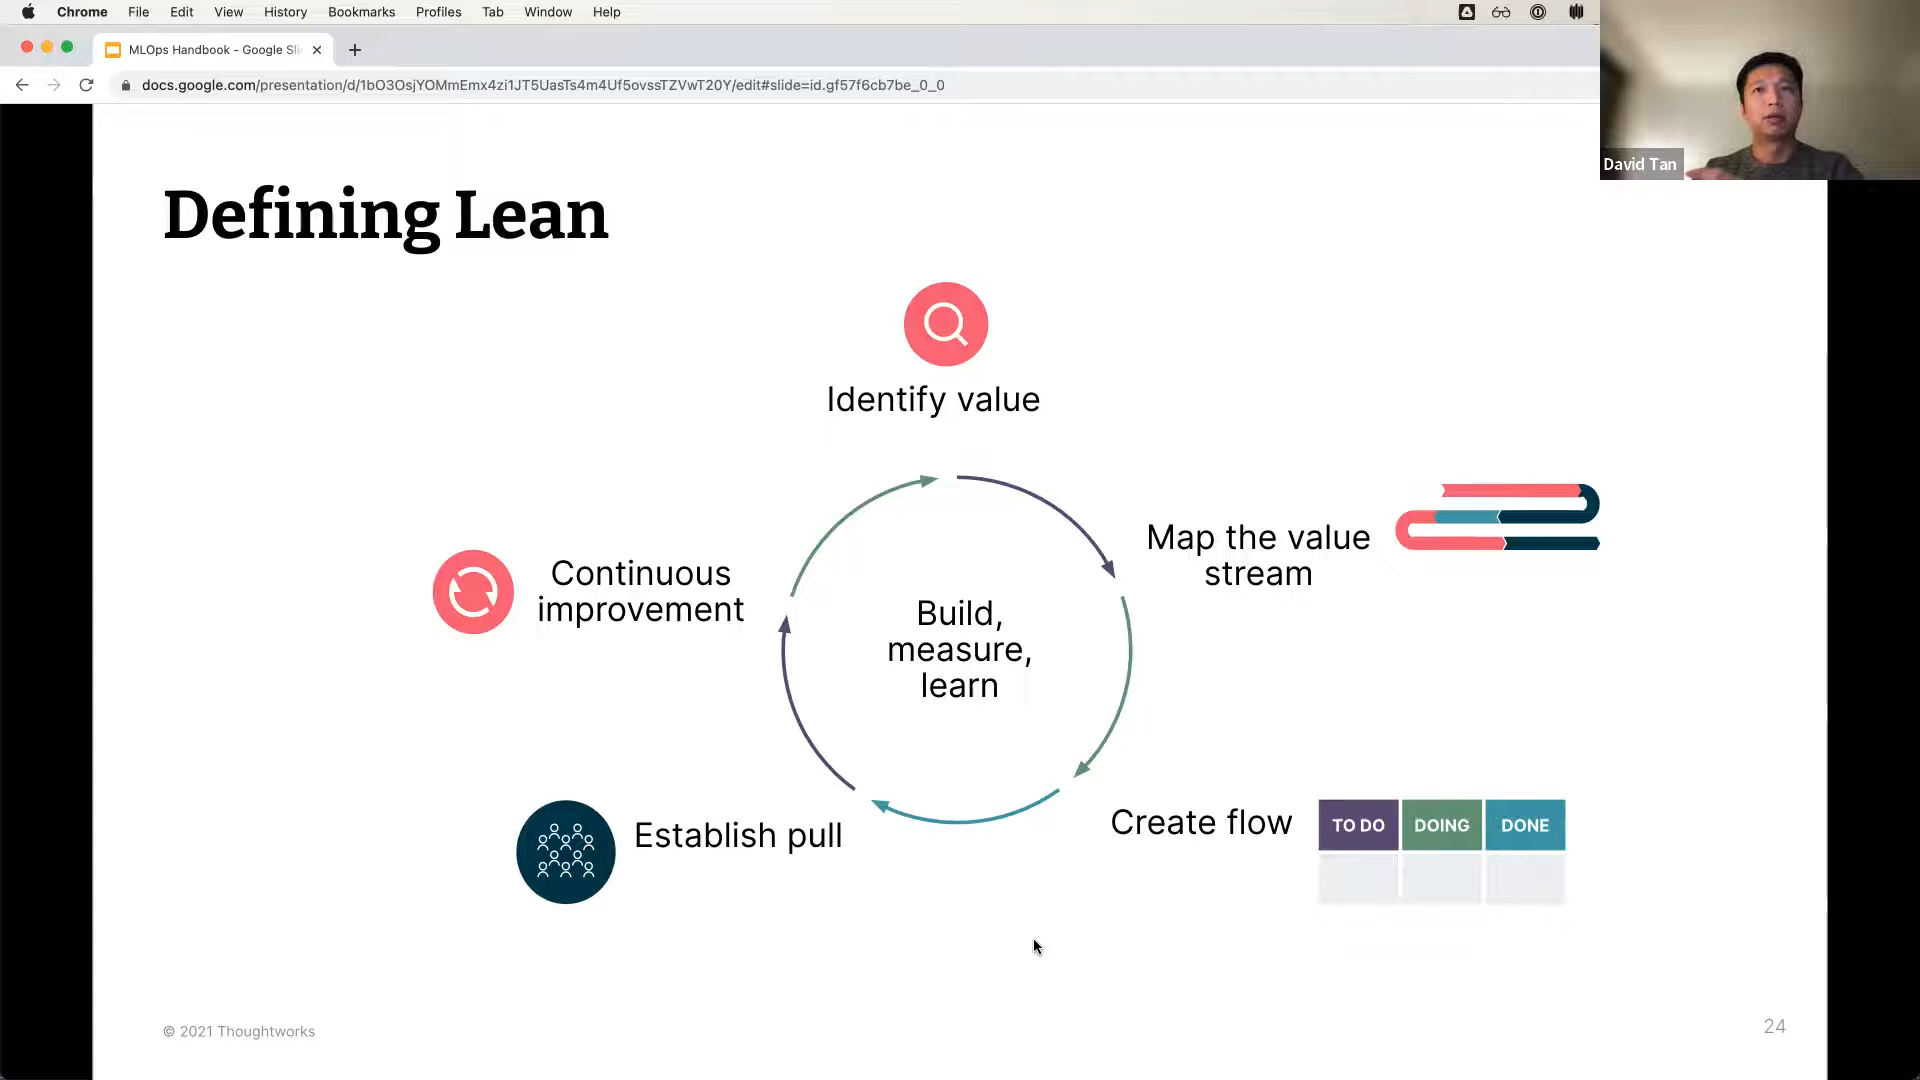 Chrome File Edit View History Bookmarks Profiles Tab Window Help
MLOps Handbook - Google Sli
docs.google.com/presentation/d/1bO3OsjYOMmEmx4zi1JT5UasTs4m4Uf5ovssTZVwT20Y/edit#slide=id.gf57f6cb7be_0_0
David Tan
Defining Lean
Identify value
Map the value
stream
Continuous
improvement
Build,
measure,
learn
Establish pull
Create flow
TO DO DOING DONE
© 2021 Thoughtworks
24